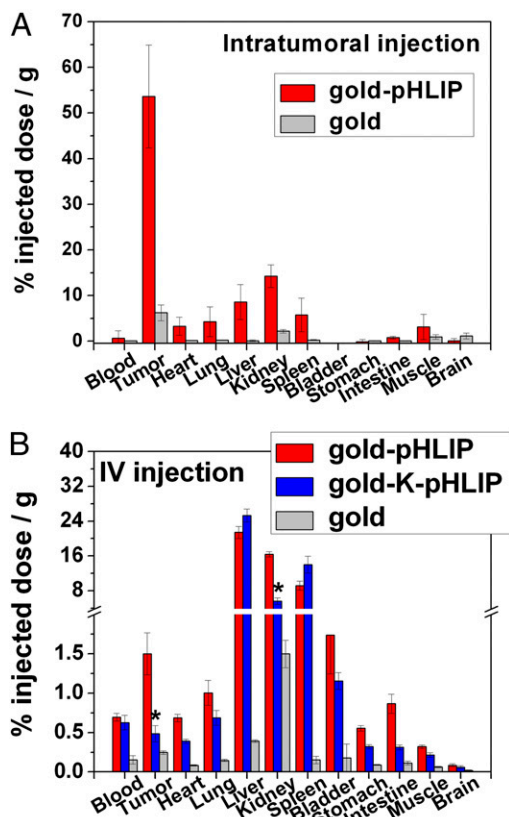 A
Intratumoral injection
gold-pHLIP
gold
% injected dose / g
70
60
50
40
30
20
10
0
Blood
Tumor
Heart
Lung
Liver
Kidney
Spleen
Bladder
Stomach
Intestine
Muscle
Brain
B
IV injection
gold-pHLIP
gold-K-pHLIP
gold
% injected dose / g
40
32
24
16
8
1.5
1.0
0.5
0.0
*
*
Blood
Tumor
Heart
Lung
Liver
Kidney
Spleen
Bladder
Stomach
Intestine
Muscle
Brain